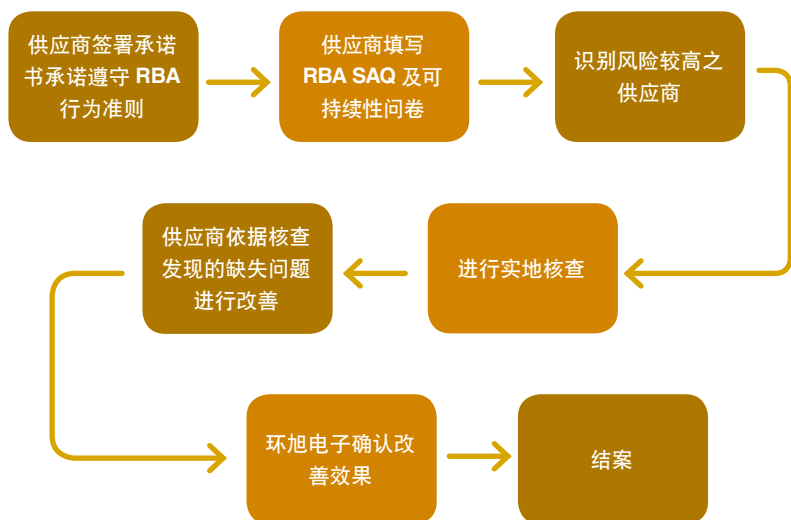 供应商签署承诺
书承诺遵守 RBA
行为准则
供应商填写
RBA SAQ 及可
持续性问卷
识别风险较高之
供应商
进行实地核查
供应商依据核查
发现的缺失问题
进行改善
环旭电子确认改
善效果
结案